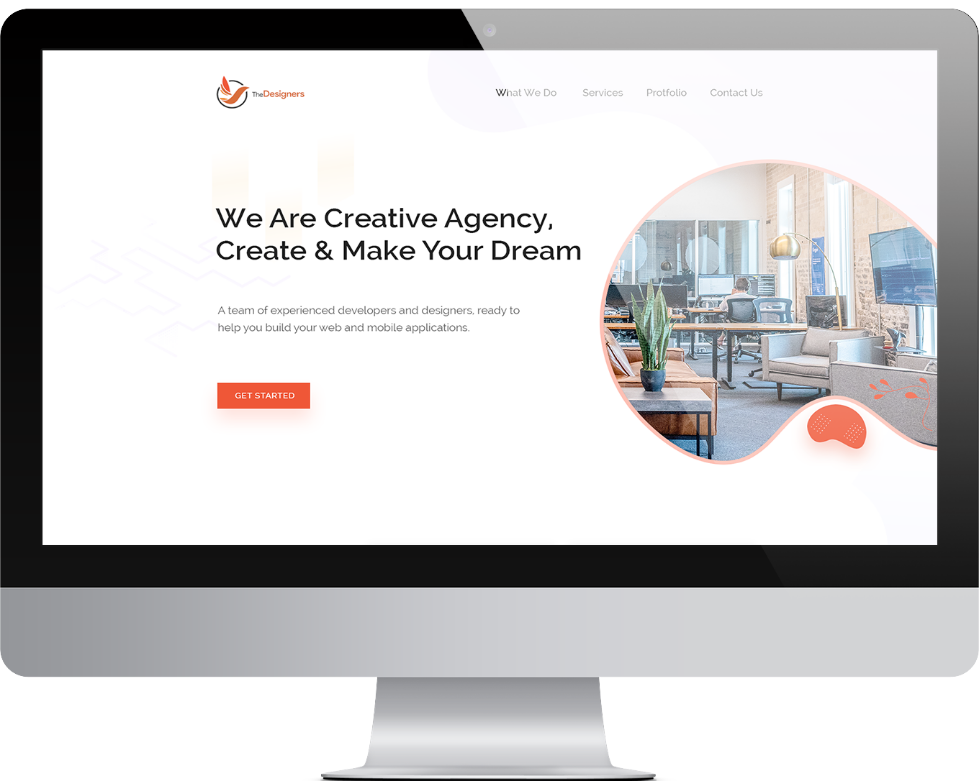 TheDesigners
What We Do Services Protfolio Contact Us
We Are Creative Agency,
Create & Make Your Dream
A team of experienced developers and designers, ready to
help you build your web and mobile applications.
GET STARTED